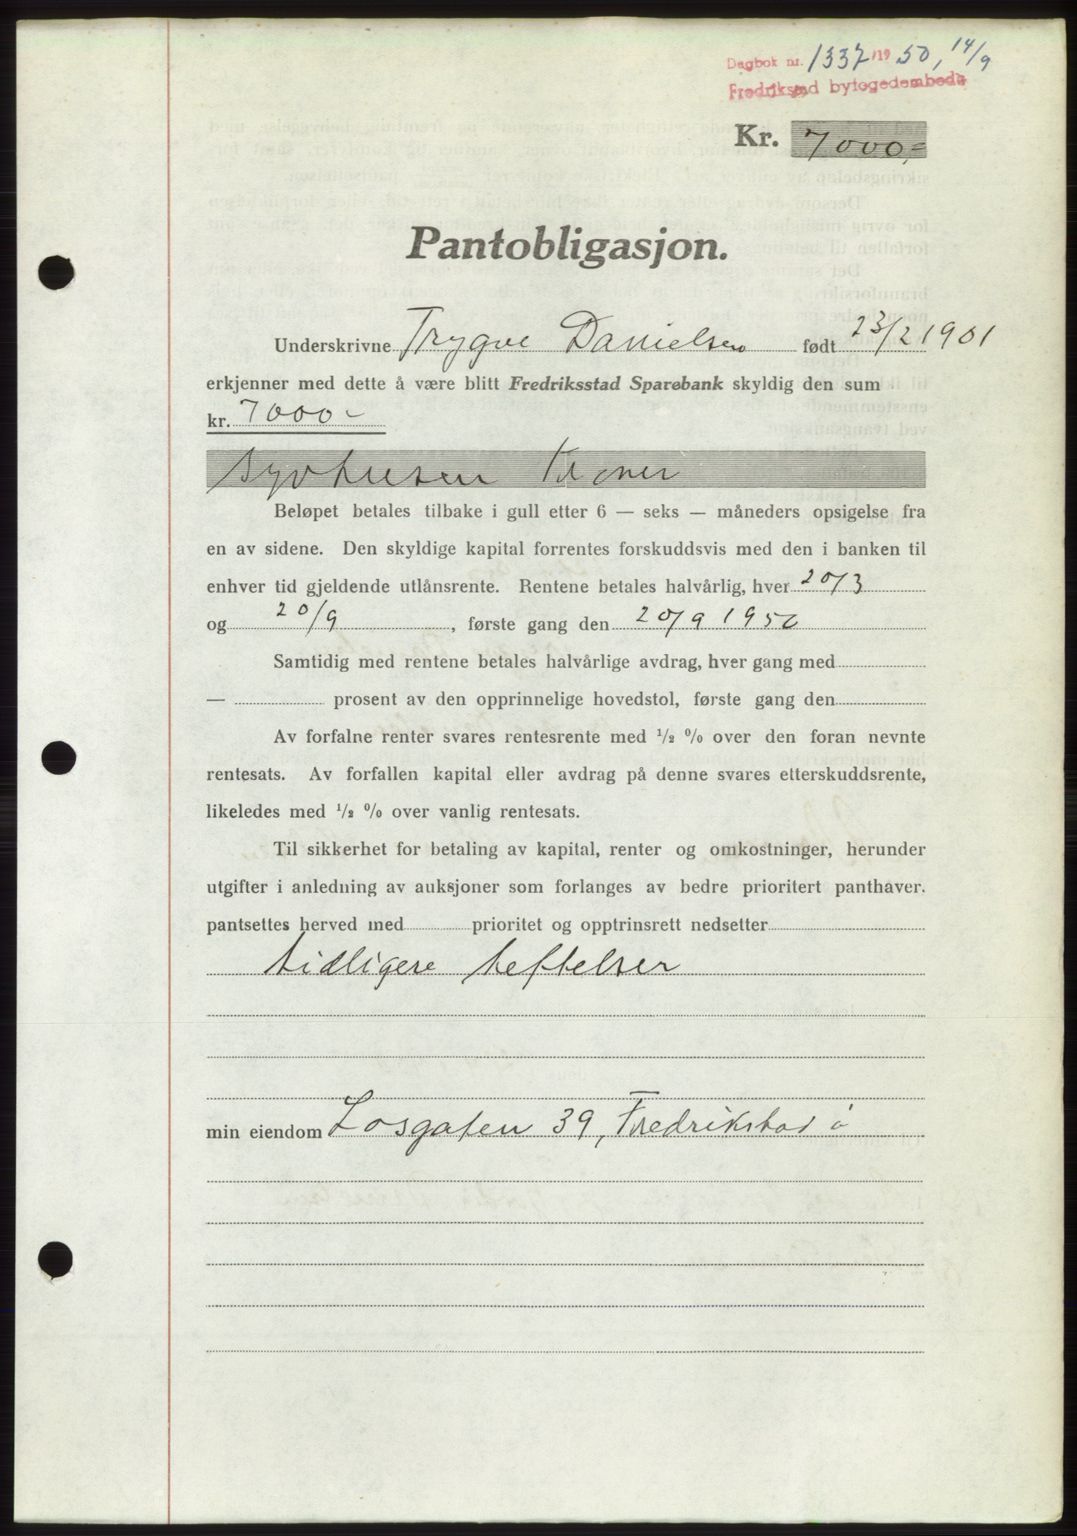 Dagbok nr. 1337/1950, 14/9
Fredrikstad byfogedembede
Kr. 7000,-
Pantobligasjon.
Underskrivne Trygve Danielsen født 23/2 1901
erkjenner med dette å være blitt Fredriksstad Sparebank skyldig den sum
kr. 7000-
syvtusen kroner
Beløpet betales tilbake i gull etter 6 — seks — måneders opsigelse fra
en av sidene. Den skyldige kapital forrentes forskuddsvis med den i banken til
enhver tid gjeldende utlånsrente. Rentene betales halvårlig, hver 20/3
og 20/9, første gang den 20/9 1950
Samtidig med rentene betales halvårlige avdrag, hver gang med
— prosent av den opprinnelige hovedstol, første gang den
Av forfalne renter svares rentesrente med ½ % over den foran nevnte
rentesats. Av forfallen kapital eller avdrag på denne svares etterskuddsrente,
likeledes med ½ % over vanlig rentesats.
Til sikkerhet for betaling av kapital, renter og omkostninger, herunder
utgifter i anledning av auksjoner som forlanges av bedre prioritert panthaver.
pantsettes herved med prioritet og opptrinsrett nedsetter
tidligere heftelser
min eiendom Losgaten 39, Fredrikstad ø